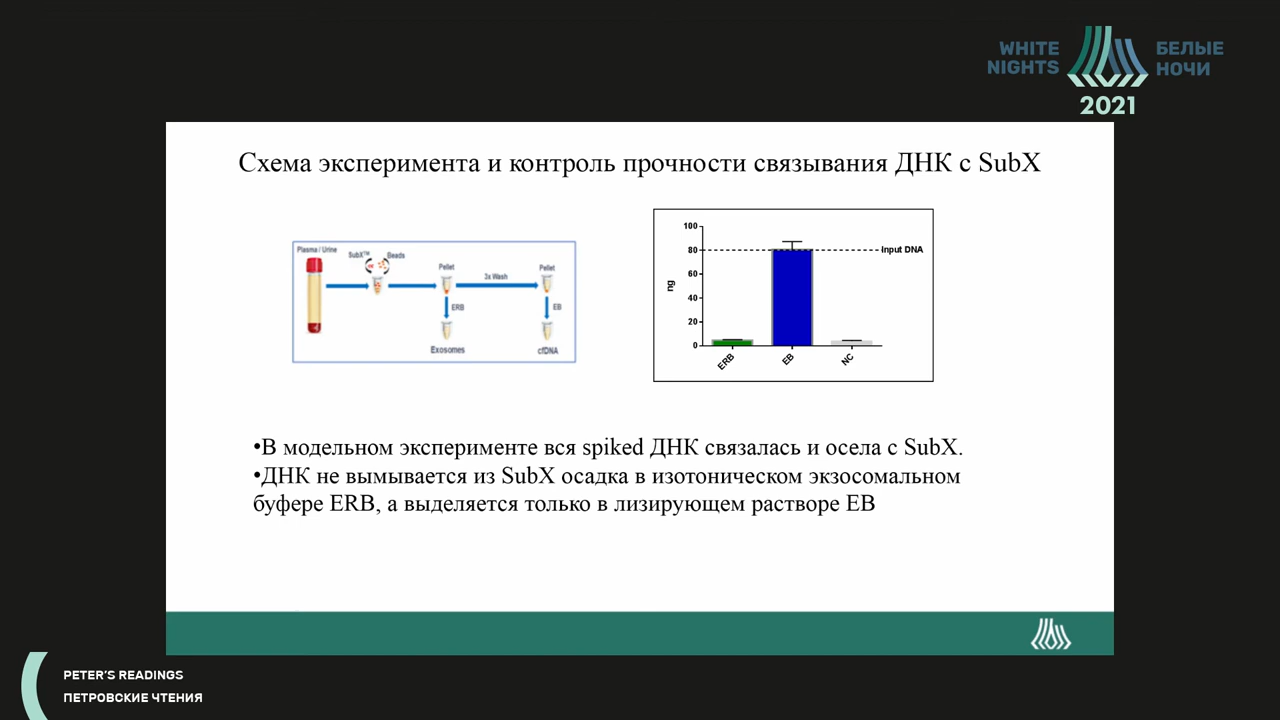 WHITE NIGHTS
БЕЛЫЕ НОЧИ
2021
Схема эксперимента и контроль прочности связывания ДНК с SubX
Plasma / Urine
SubX™
Beads
Pellet
3x Wash
Pellet
ERB
EB
Exosomes
cfDNA
100
80
60
40
20
0
ng
Input DNA
ERB
EB
NC
•В модельном эксперименте вся spiked ДНК связалась и осела с SubX.
•ДНК не вымывается из SubX осадка в изотоническом экзосомальном
буфере ERB, а выделяется только в лизирующем растворе EB
PETER'S READINGS
ПЕТРОВСКИЕ ЧТЕНИЯ